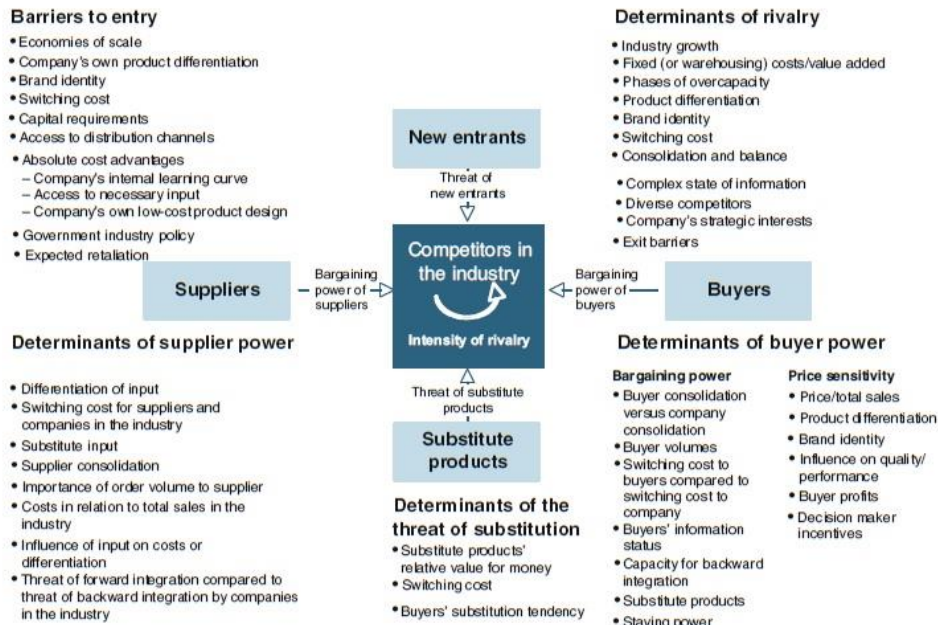 Barriers to entry
• Economies of scale
• Company's own product differentiation
• Brand identity
• Switching cost
• Capital requirements
• Access to distribution channels
• Absolute cost advantages
– Company's internal learning curve
– Access to necessary input
– Company's own low-cost product design
• Government industry policy
• Expected retaliation
Determinants of rivalry
• Industry growth
• Fixed (or warehousing) costs/value added
• Phases of overcapacity
• Product differentiation
• Brand identity
• Switching cost
• Consolidation and balance
• Complex state of information
• Diverse competitors
• Company's strategic interests
• Exit barriers
New entrants
Threat of
new entrants
Suppliers
Bargaining
power of
suppliers
Competitors in
the industry
Intensity of rivalry
Bargaining
power of
buyers
Buyers
Threat of substitute
products
Substitute
products
Determinants of supplier power
• Differentiation of input
• Switching cost for suppliers and
companies in the industry
• Substitute input
• Supplier consolidation
• Importance of order volume to supplier
• Costs in relation to total sales in the
industry
• Influence of input on costs or
differentiation
• Threat of forward integration compared to
threat of backward integration by companies
in the industry
Determinants of the
threat of substitution
• Substitute products'
relative value for money
• Switching cost
• Buyers' substitution tendency
Determinants of buyer power
Bargaining power
• Buyer consolidation
versus company
consolidation
• Buyer volumes
• Switching cost to
buyers compared to
switching cost to
company
• Buyers' information
status
• Capacity for backward
integration
• Substitute products
• Staying power
Price sensitivity
• Price/total sales
• Product differentiation
• Brand identity
• Influence on quality/
performance
• Buyer profits
• Decision maker
incentives